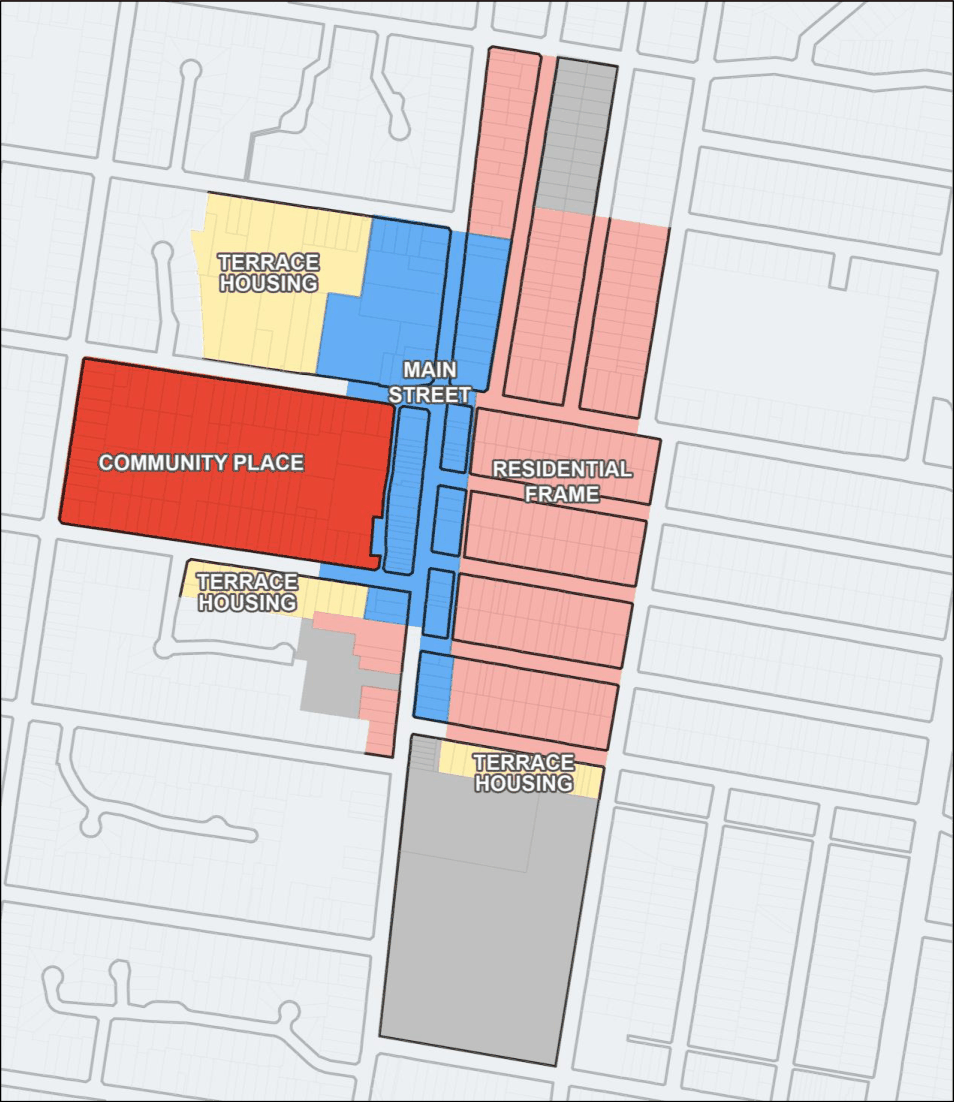 TERRACE
HOUSING
MAIN
STREET
COMMUNITY PLACE
RESIDENTIAL
FRAME
TERRACE
HOUSING
TERRACE
HOUSING